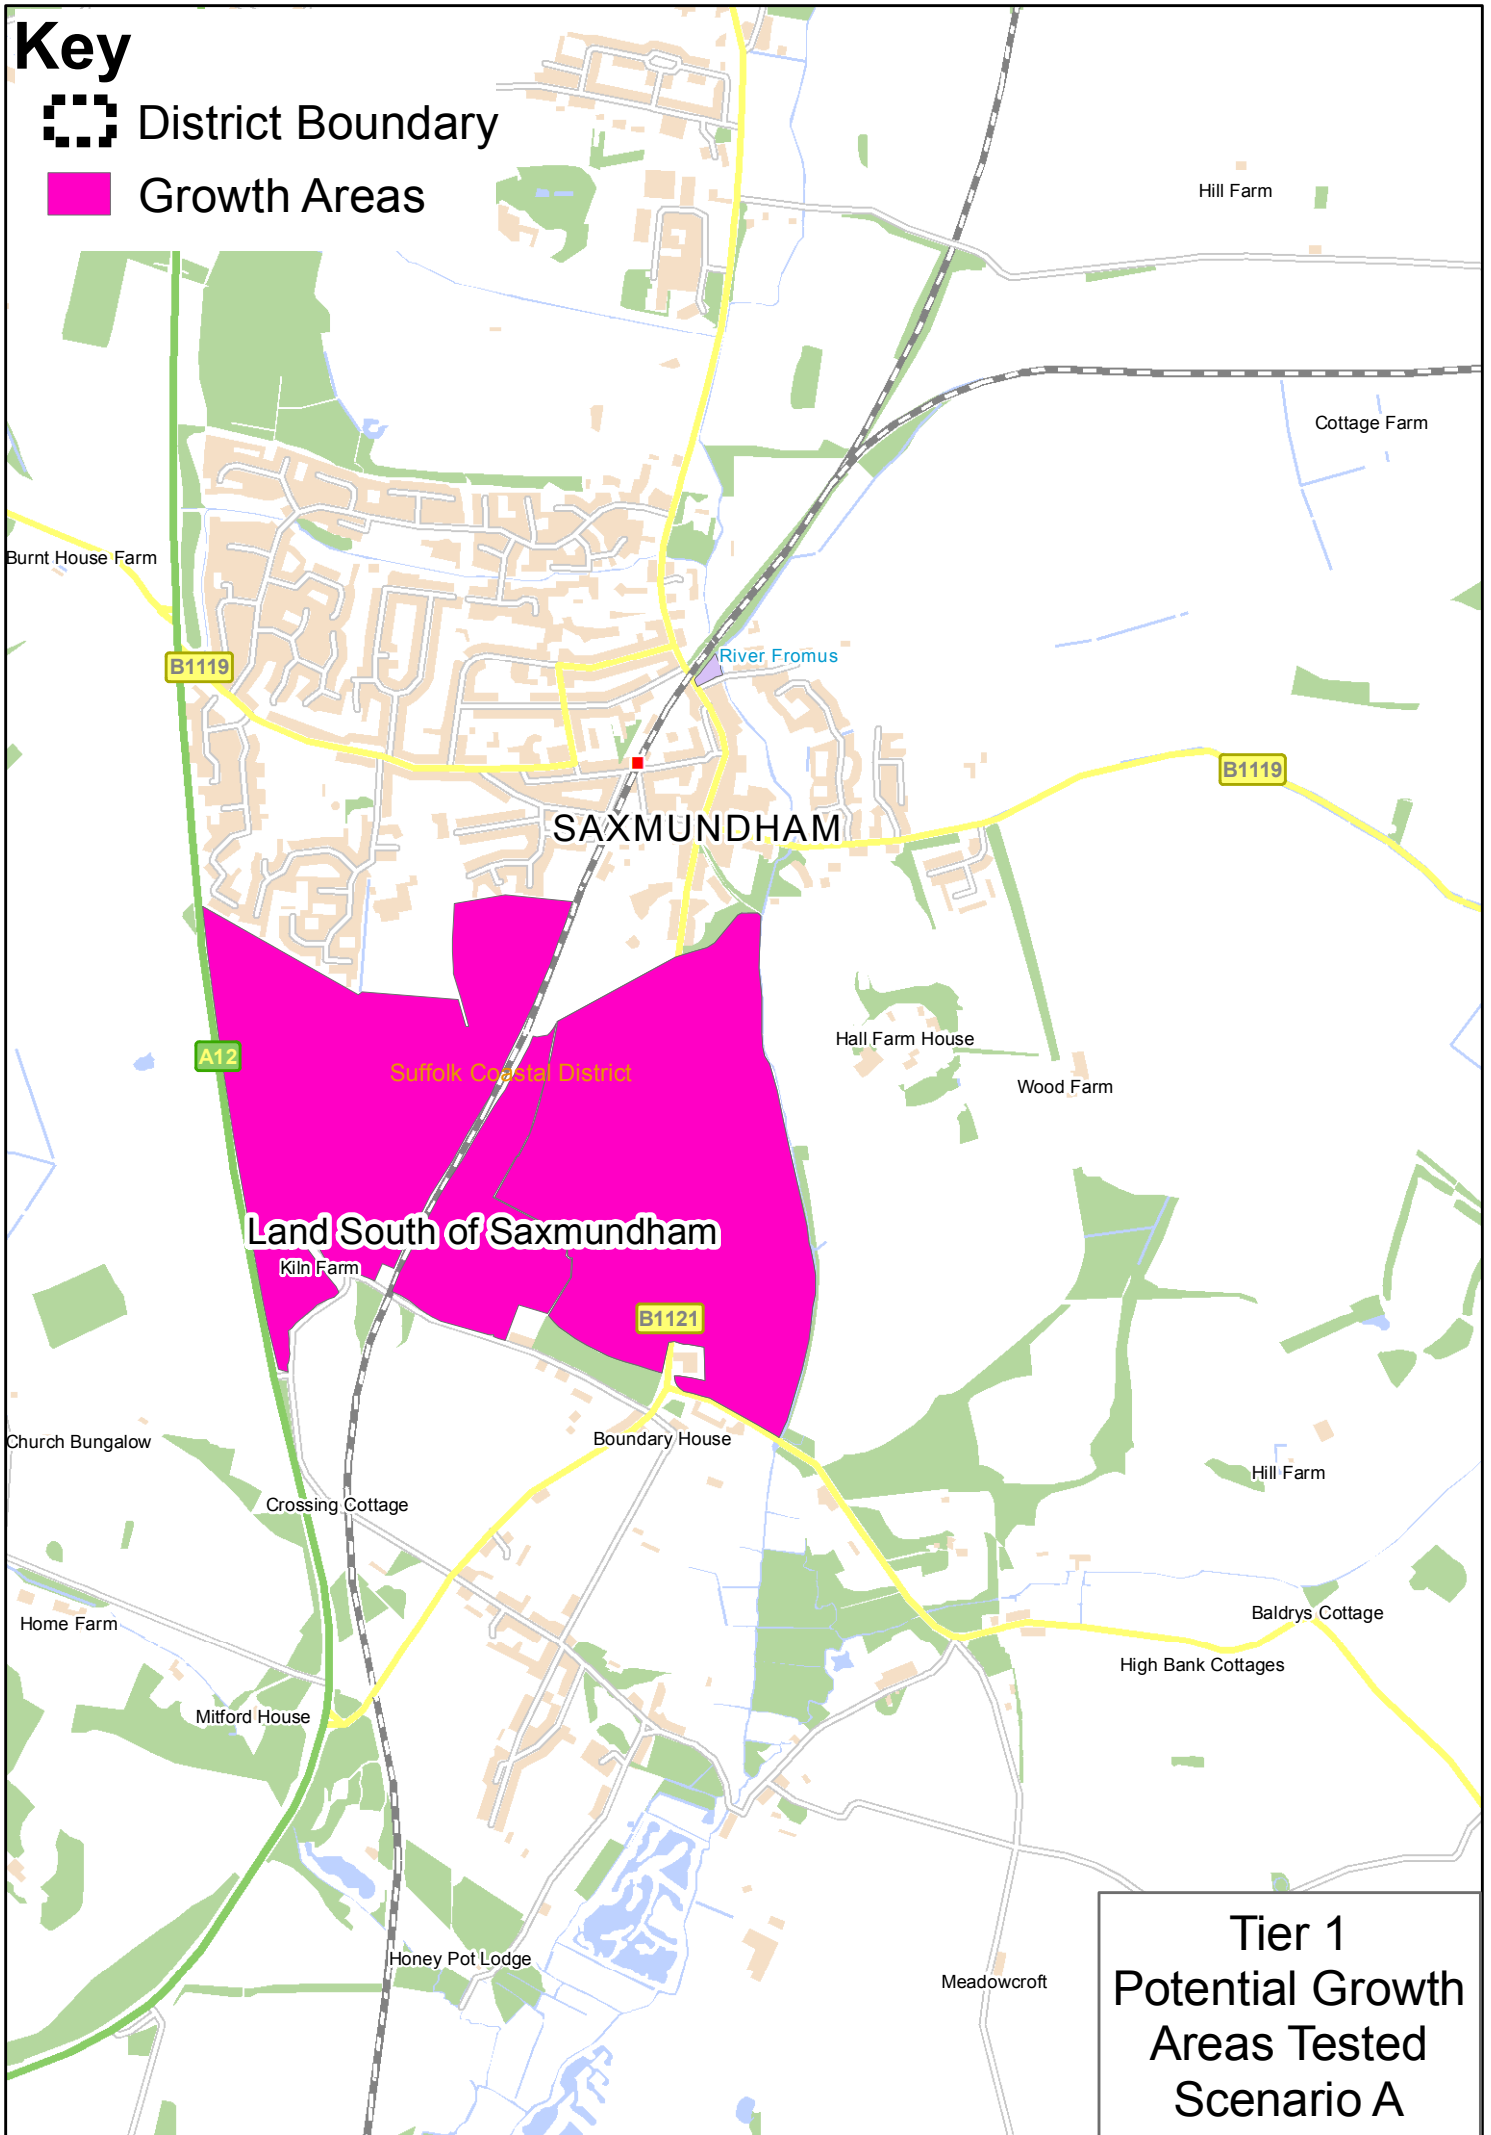 Key
District Boundary
Growth Areas
Hill Farm
Cottage Farm
Burnt House Farm
River Fromus
B1119
B1119
SAXMUNDHAM
Hall Farm House
A12
Suffolk Coastal District
Wood Farm
Land South of Saxmundham
Kiln Farm
B1121
Boundary House
Church Bungalow
Hill Farm
Crossing Cottage
Home Farm
Baldrys Cottage
High Bank Cottages
Mitford House
Honey Pot Lodge
Meadowcroft
Tier 1
Potential Growth
Areas Tested
Scenario A